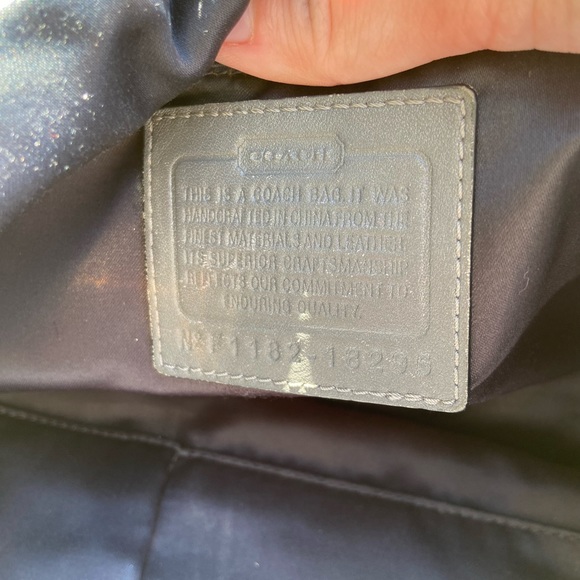 COACH
THIS IS A COACH BAG. IT WAS
HANDCRAFTED IN CHINA FROM THE
FINEST MATERIALS AND LEATHER.
ITS SUPERIOR CRAFTSMANSHIP
REFLECTS OUR COMMITMENT TO
ENDURING QUALITY.
Nº F1182-18295